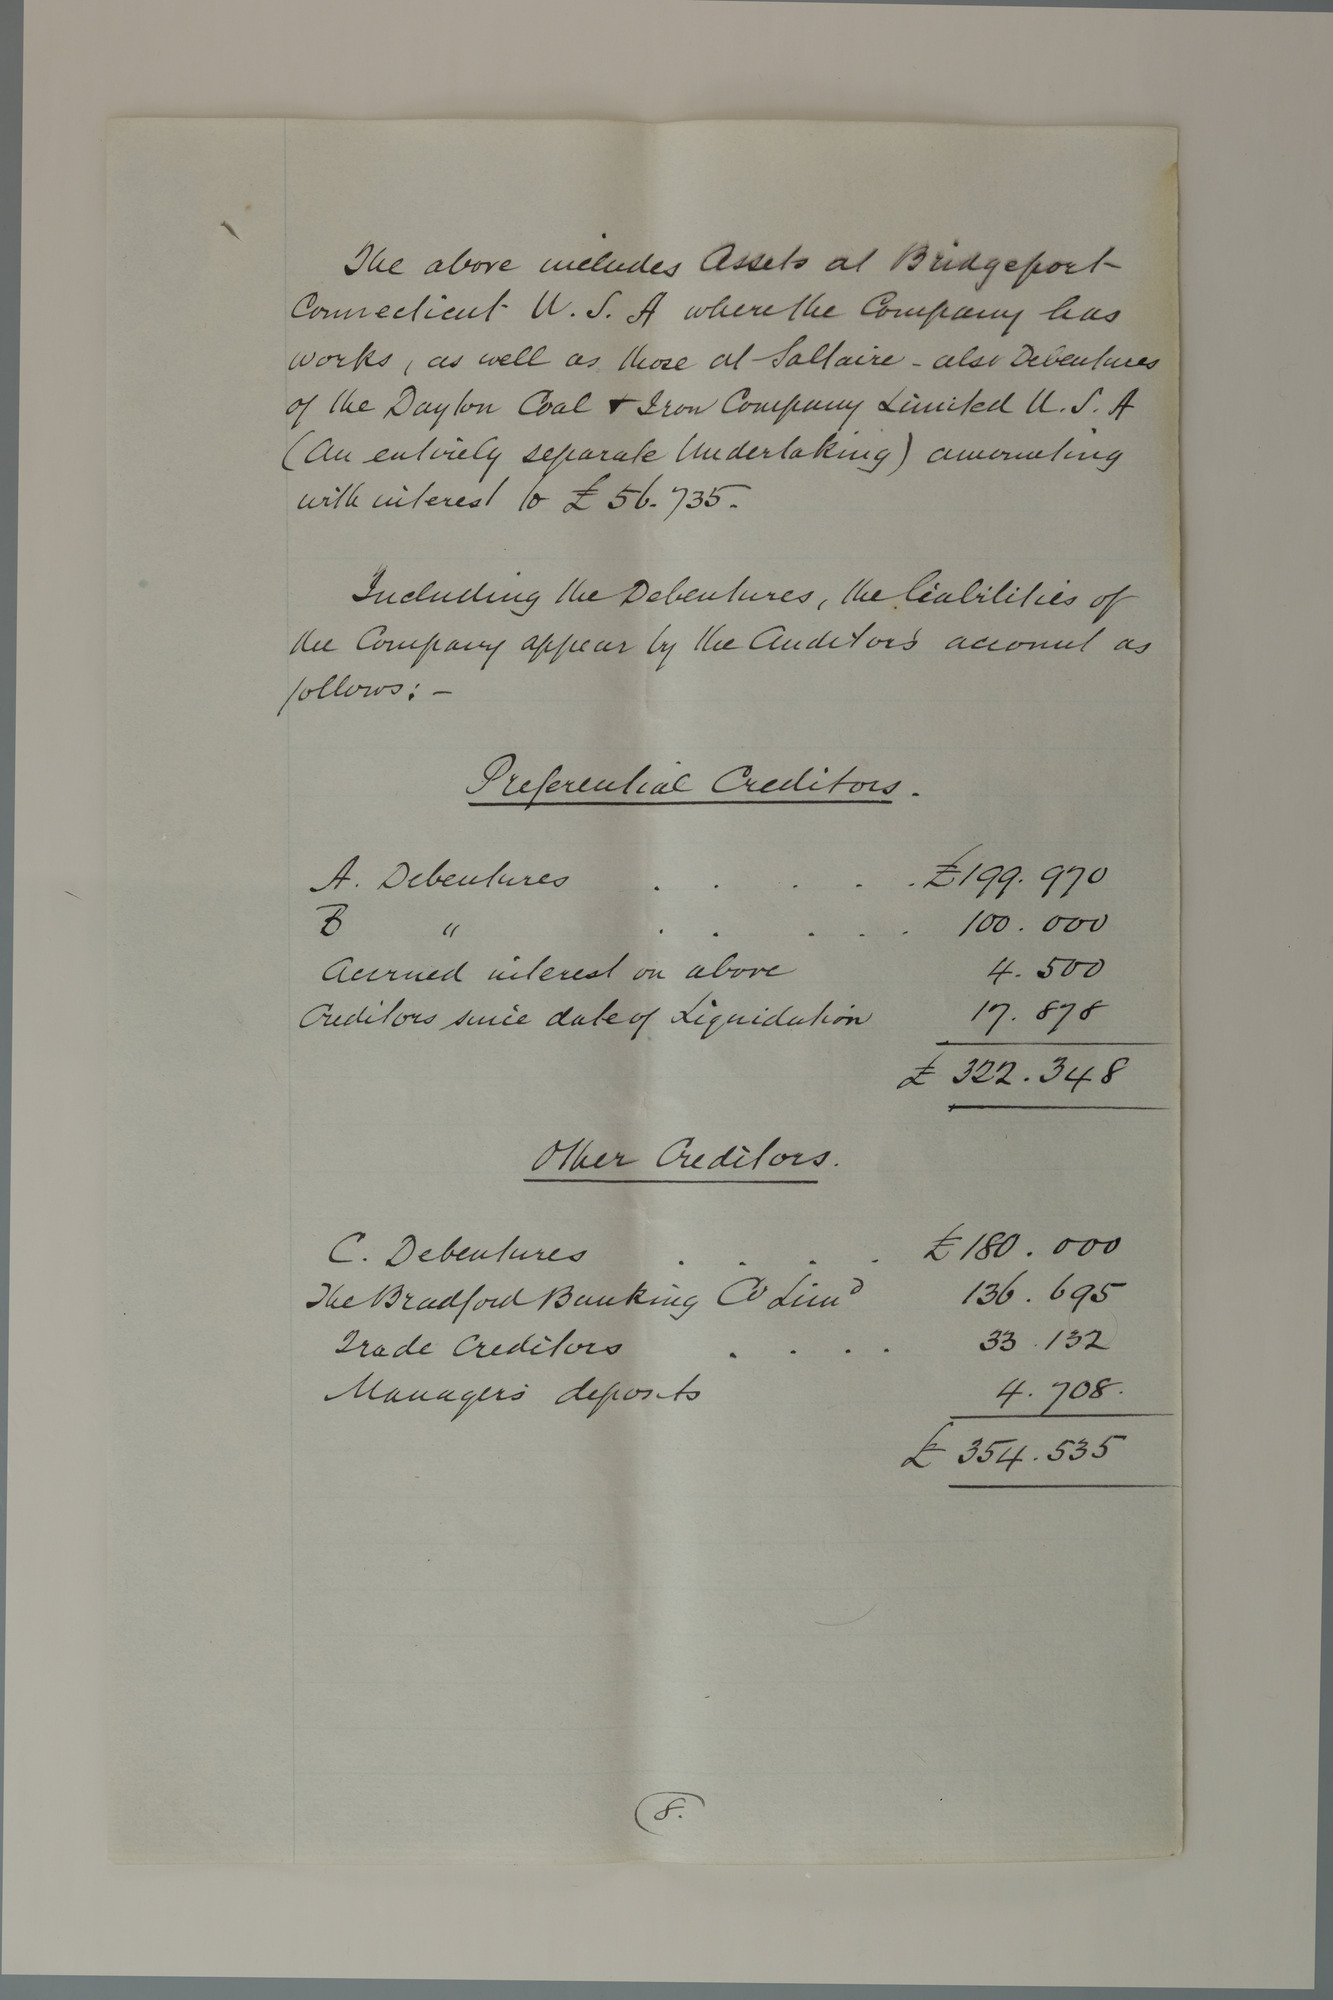 The above includes Assets at Bridgeport
Connecticut U. S. A where the Company has
works, as well as those at Saltaire - also Debentures
of the Dayton Coal & Iron Company Limited U. S. A
(An entirely separate Undertaking) amounting
with interest to £ 56.735.
Including the Debentures, the liabilities of
the Company appear by the Auditors account as
follows: -
Preferential Creditors.
A. Debentures . . . . . £199.970
B " . . . . . 100.000
Accrued interest on above 4.500
Creditors since date of Liquidation 17.878
£ 322.348
Other Creditors.
C. Debentures . . . . £180.000
The Bradford Banking Co Limd 136.695
Trade Creditors . . . . 33.132
Managers deposits 4.708.
£ 354.535
8.